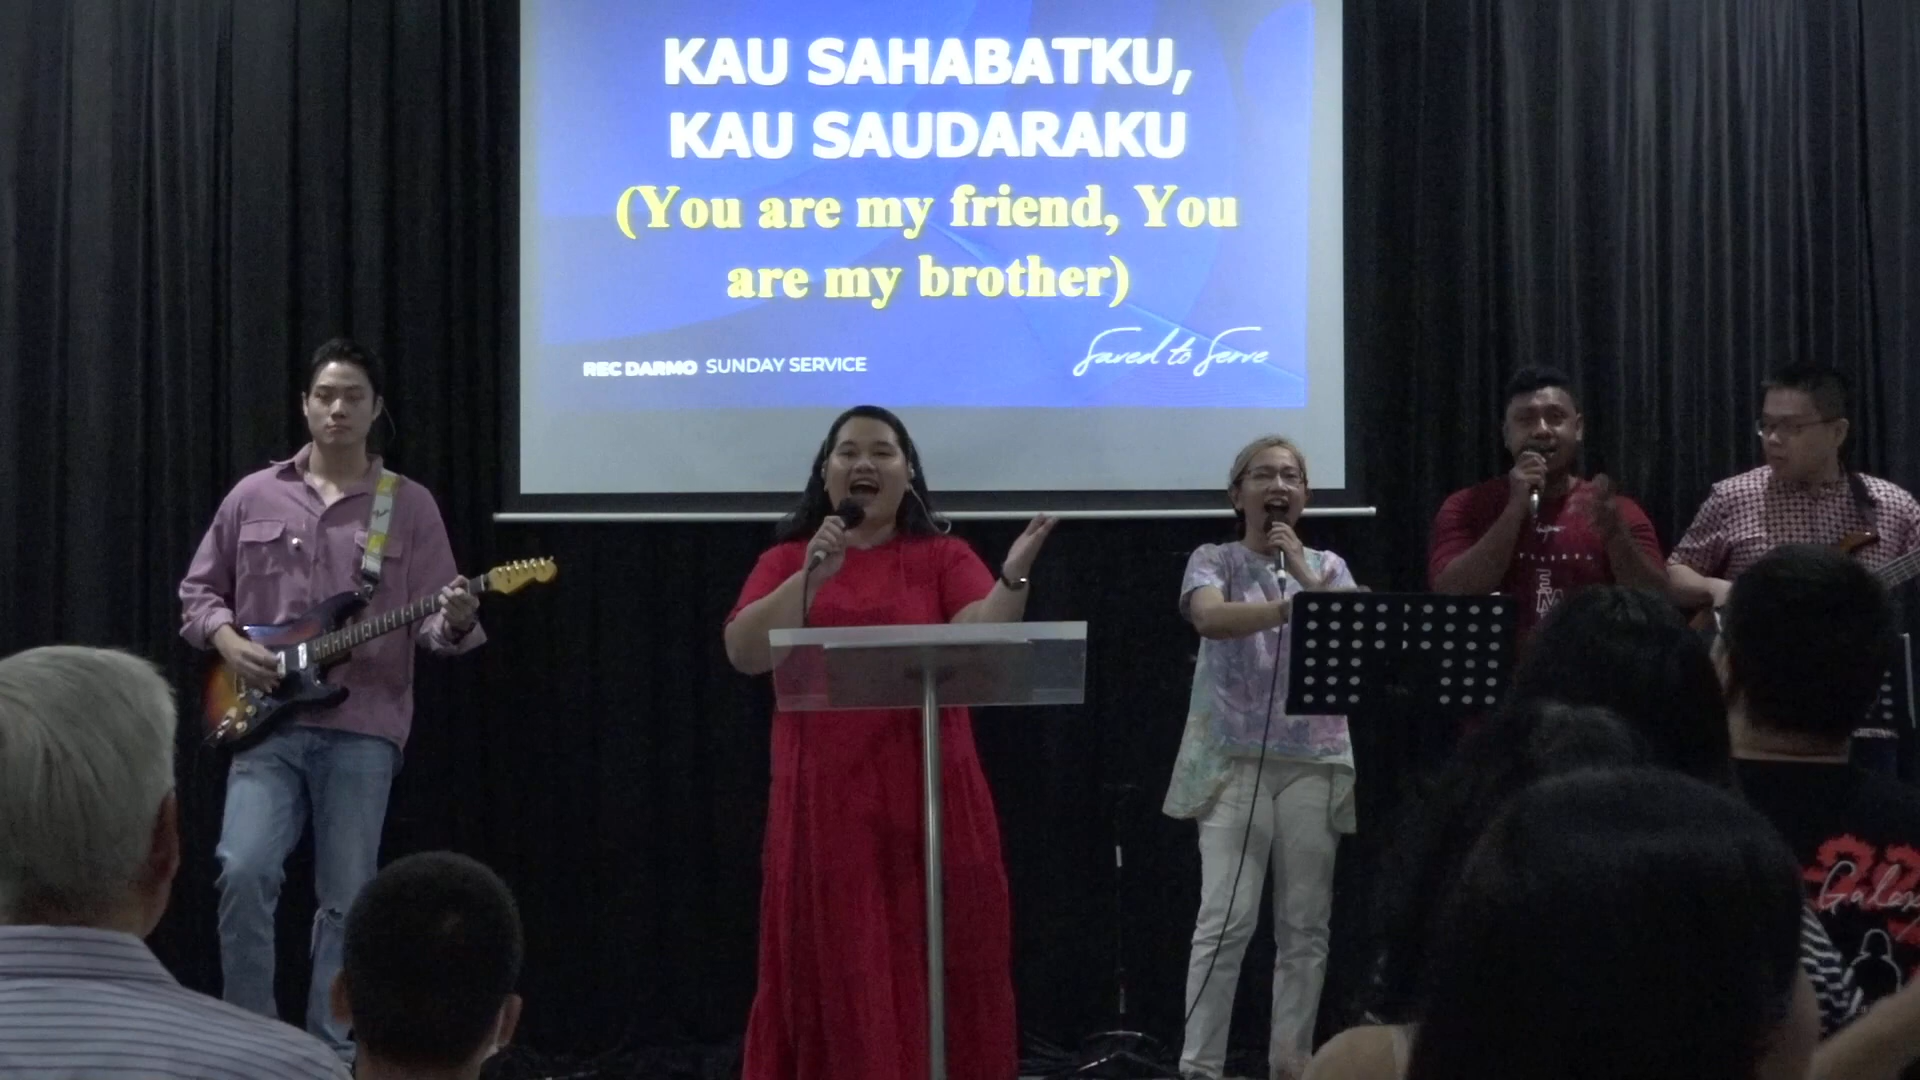 KAU SAHABATKU,
KAU SAUDARAKU
(You are my friend, You
are my brother)
REC DARMO SUNDAY SERVICE
Saved to Serve